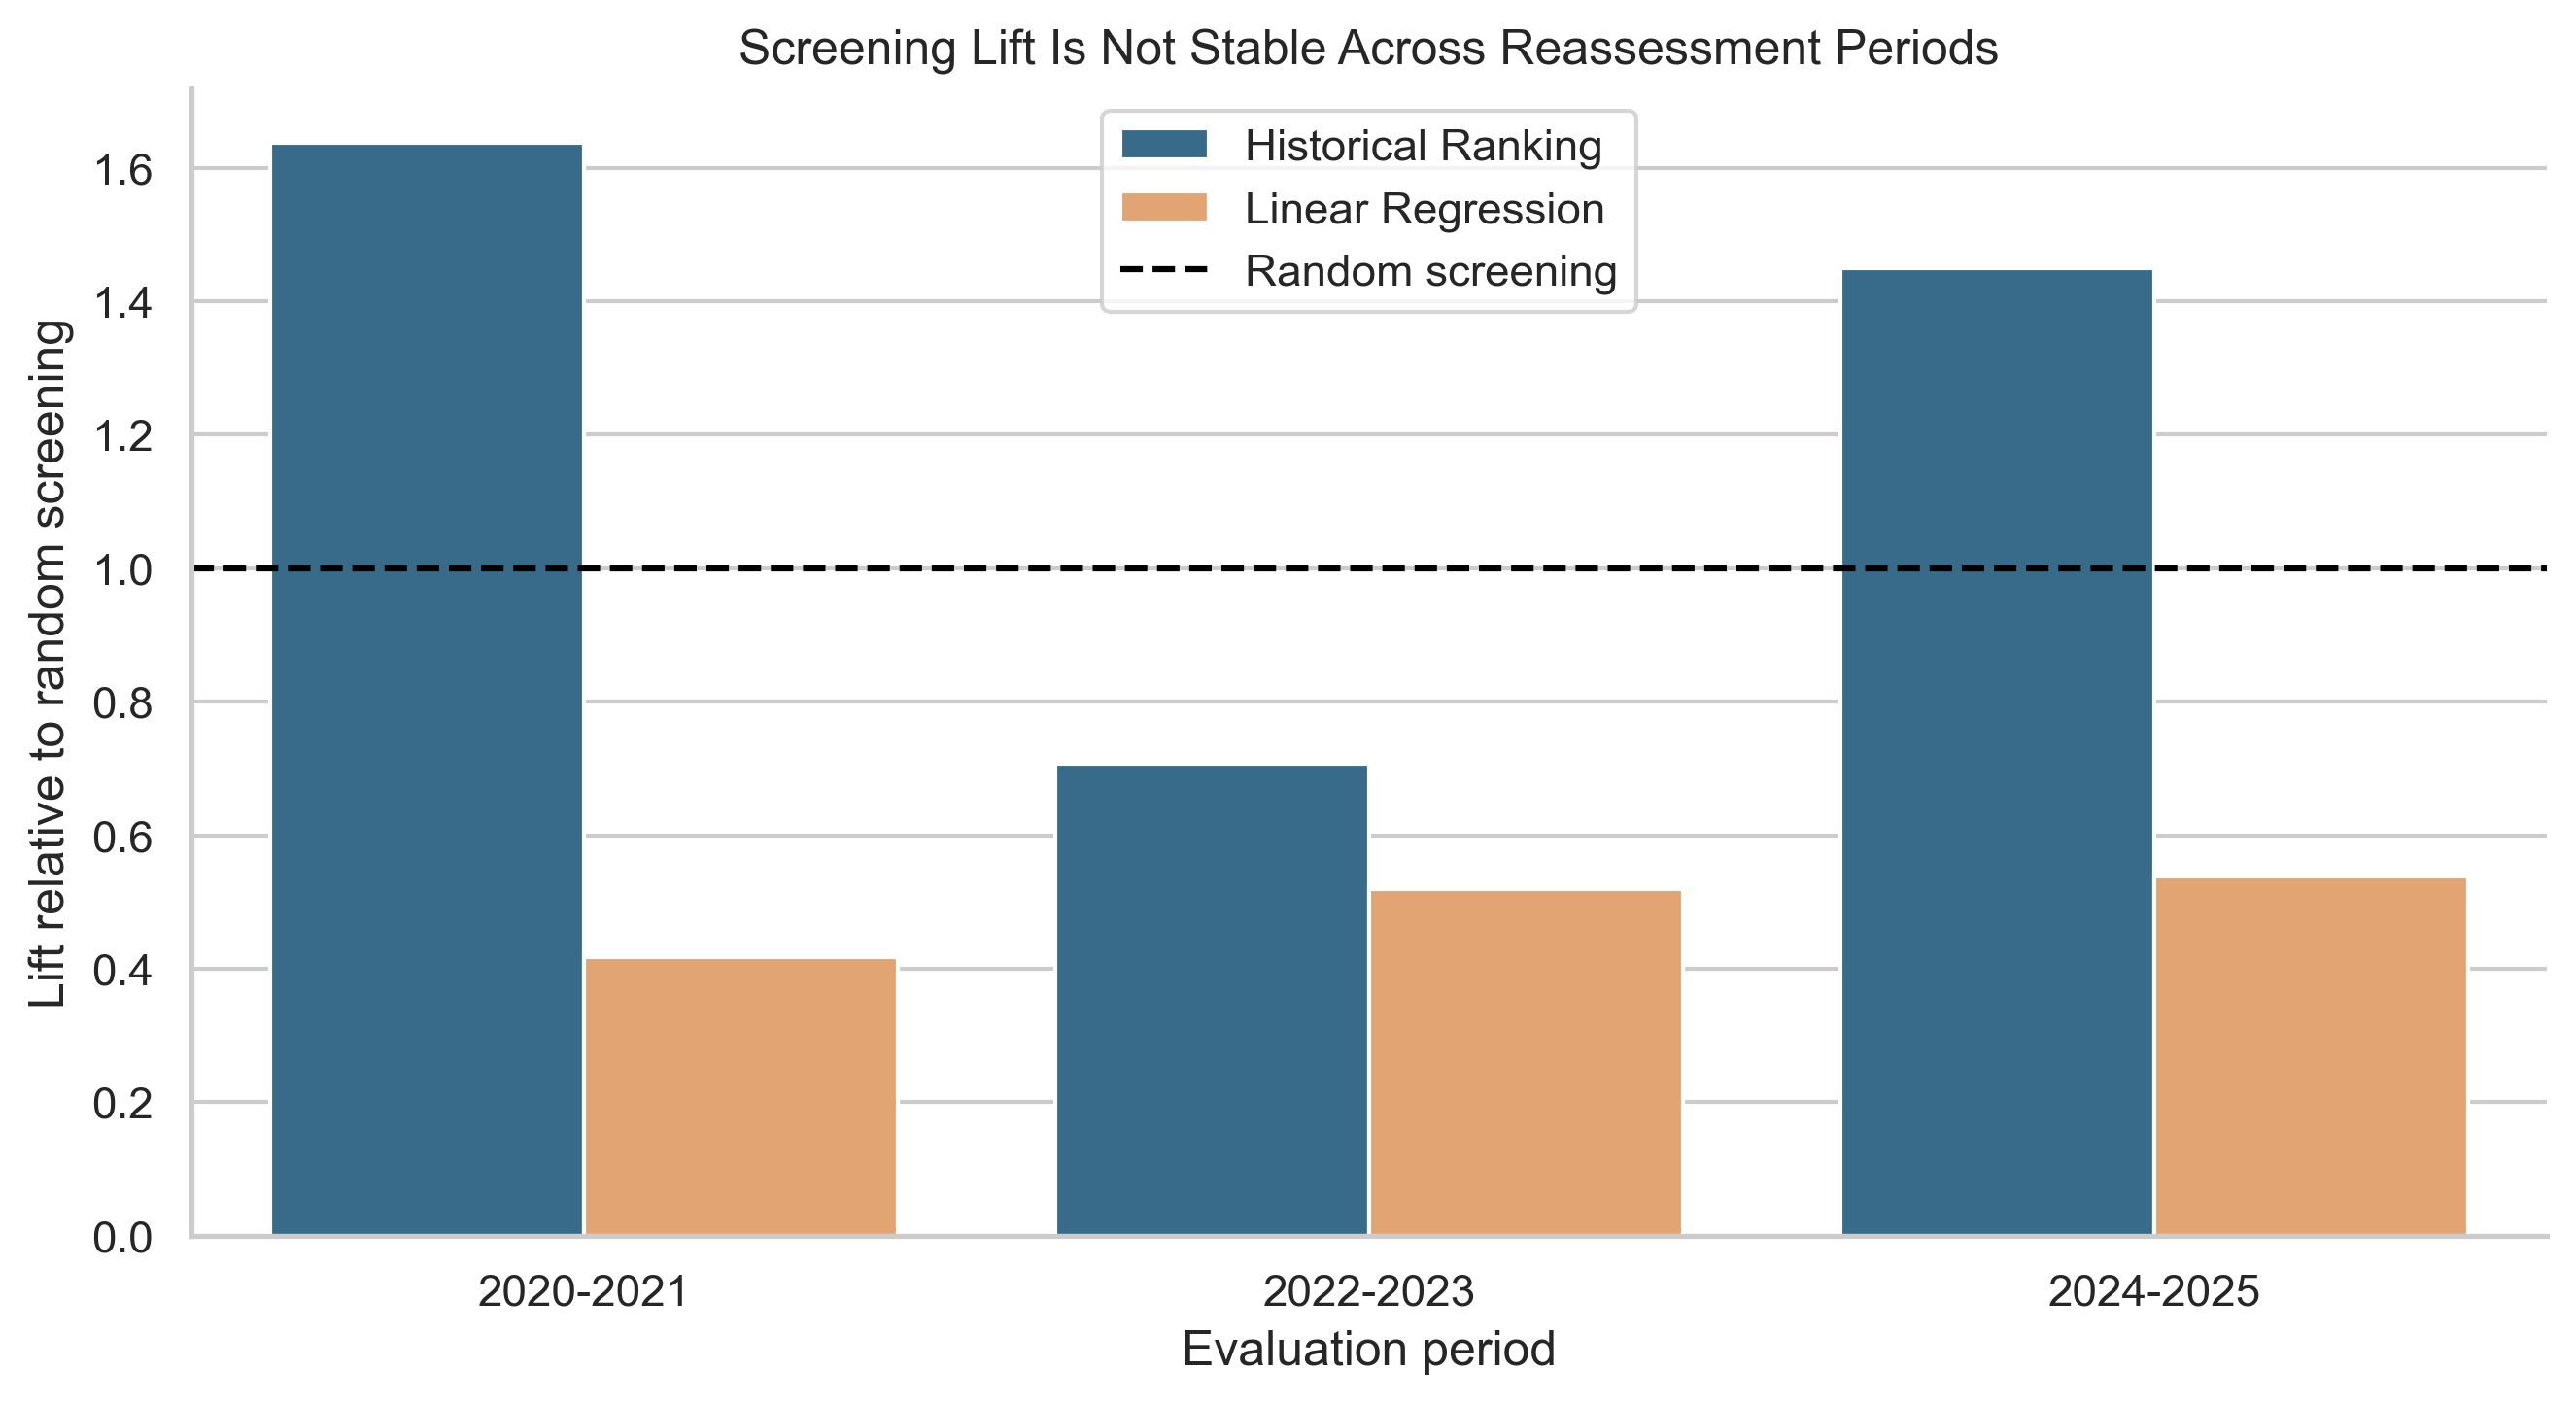 Screening Lift Is Not Stable Across Reassessment Periods
Historical Ranking
Linear Regression
Random screening
Lift relative to random screening
1.6
1.4
1.2
1.0
0.8
0.6
0.4
0.2
0.0
2020-2021
2022-2023
2024-2025
Evaluation period